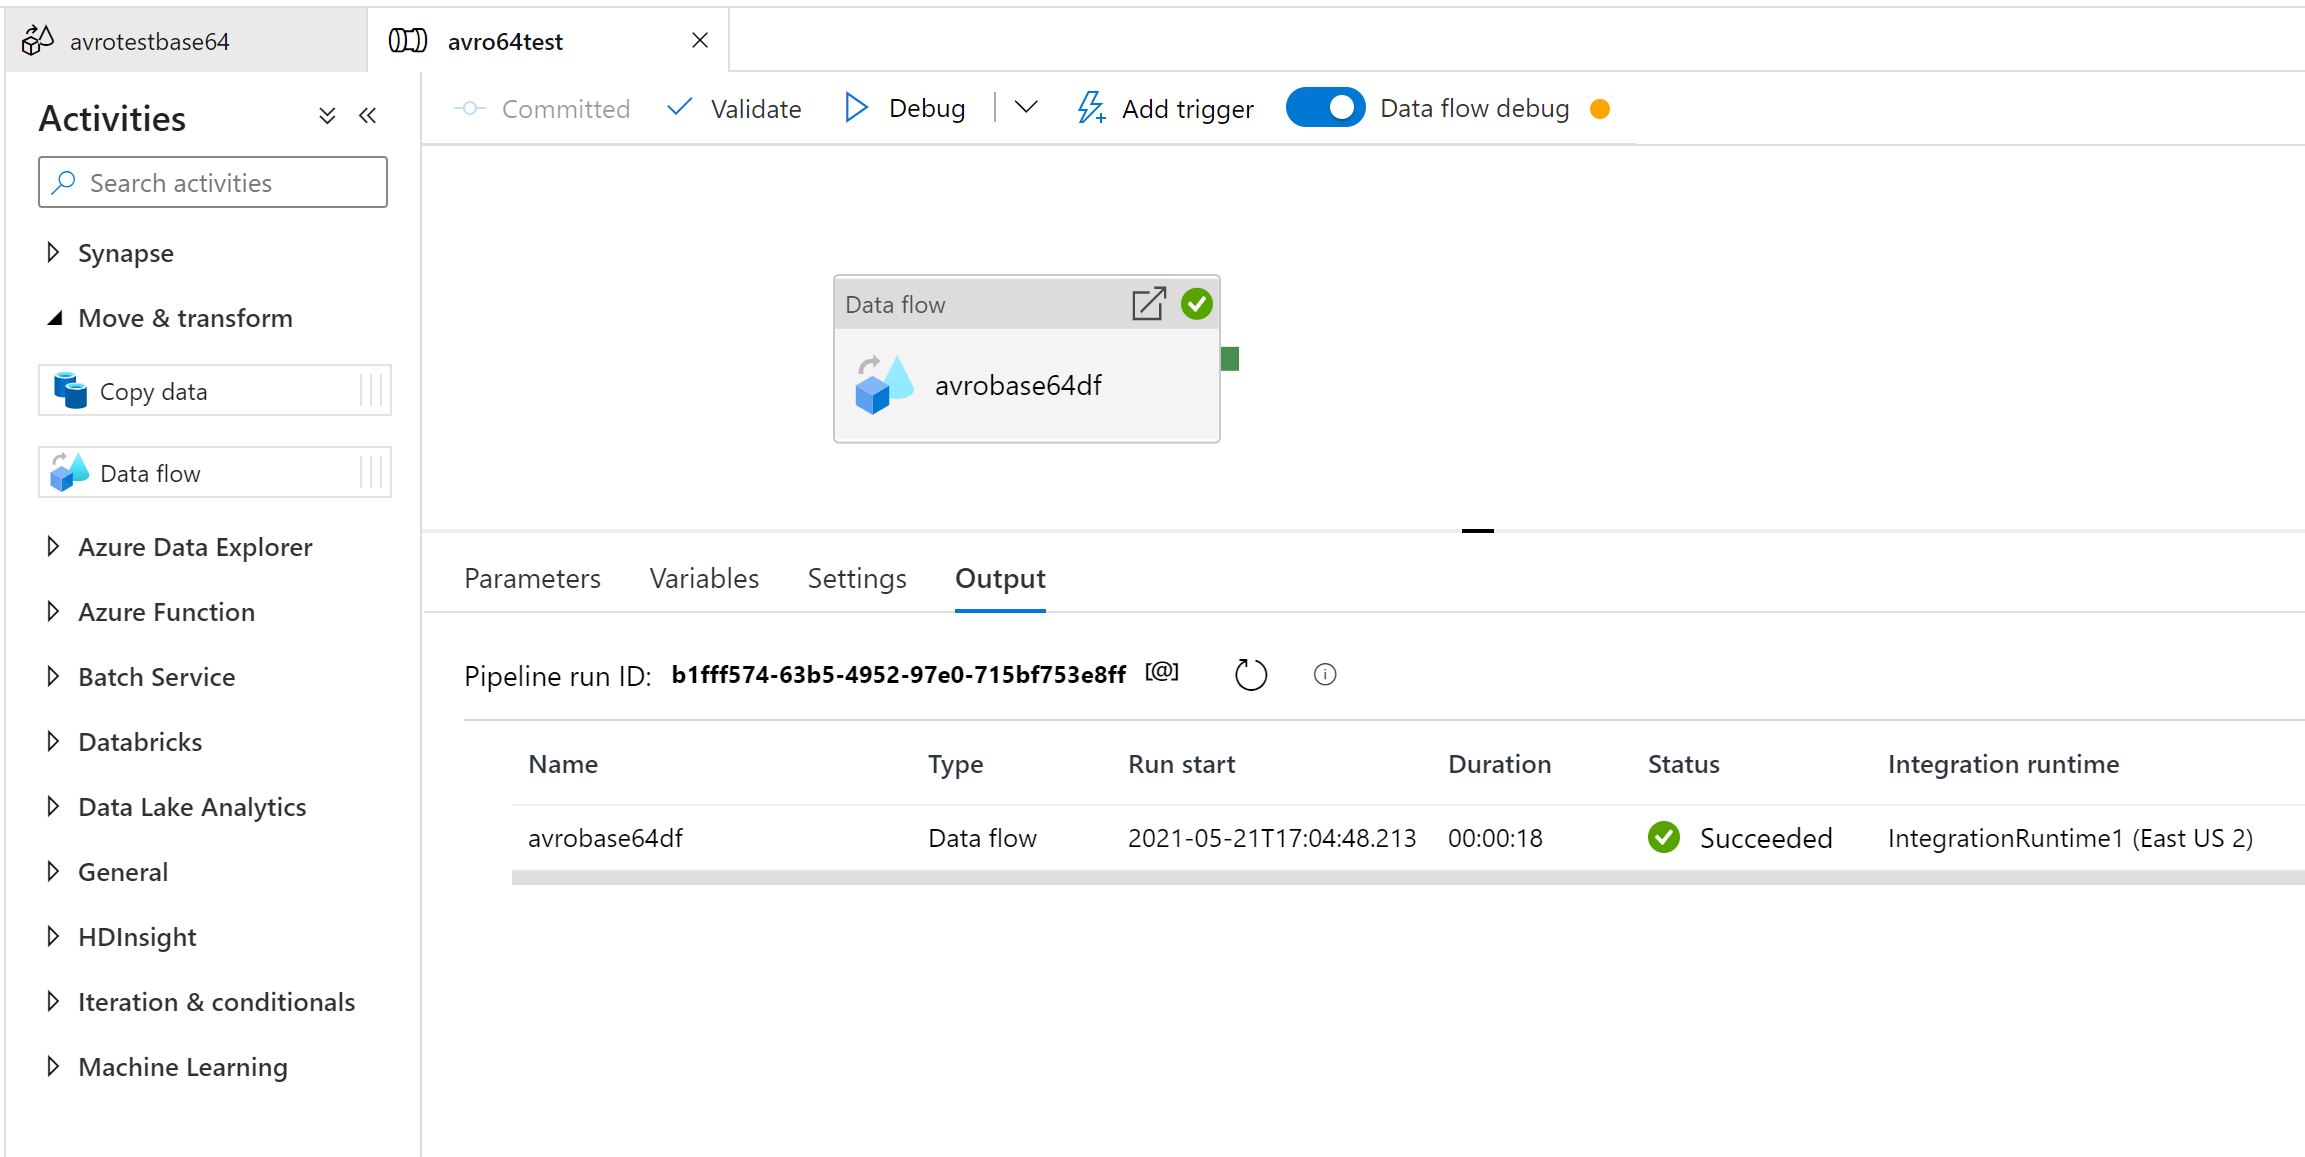 avrotestbase64
avro64test
Activities
Search activities
Synapse
Move & transform
Copy data
Data flow
Azure Data Explorer
Azure Function
Batch Service
Databricks
Data Lake Analytics
General
HDInsight
Iteration & conditionals
Machine Learning
Committed Validate Debug Add trigger Data flow debug
Data flow
avrobase64df
Parameters Variables Settings Output
Pipeline run ID: b1fff574-63b5-4952-97e0-715bf753e8ff [@]
Name Type Run start Duration Status Integration runtime
avrobase64df Data flow 2021-05-21T17:04:48.213 00:00:18 Succeeded IntegrationRuntime1 (East US 2)